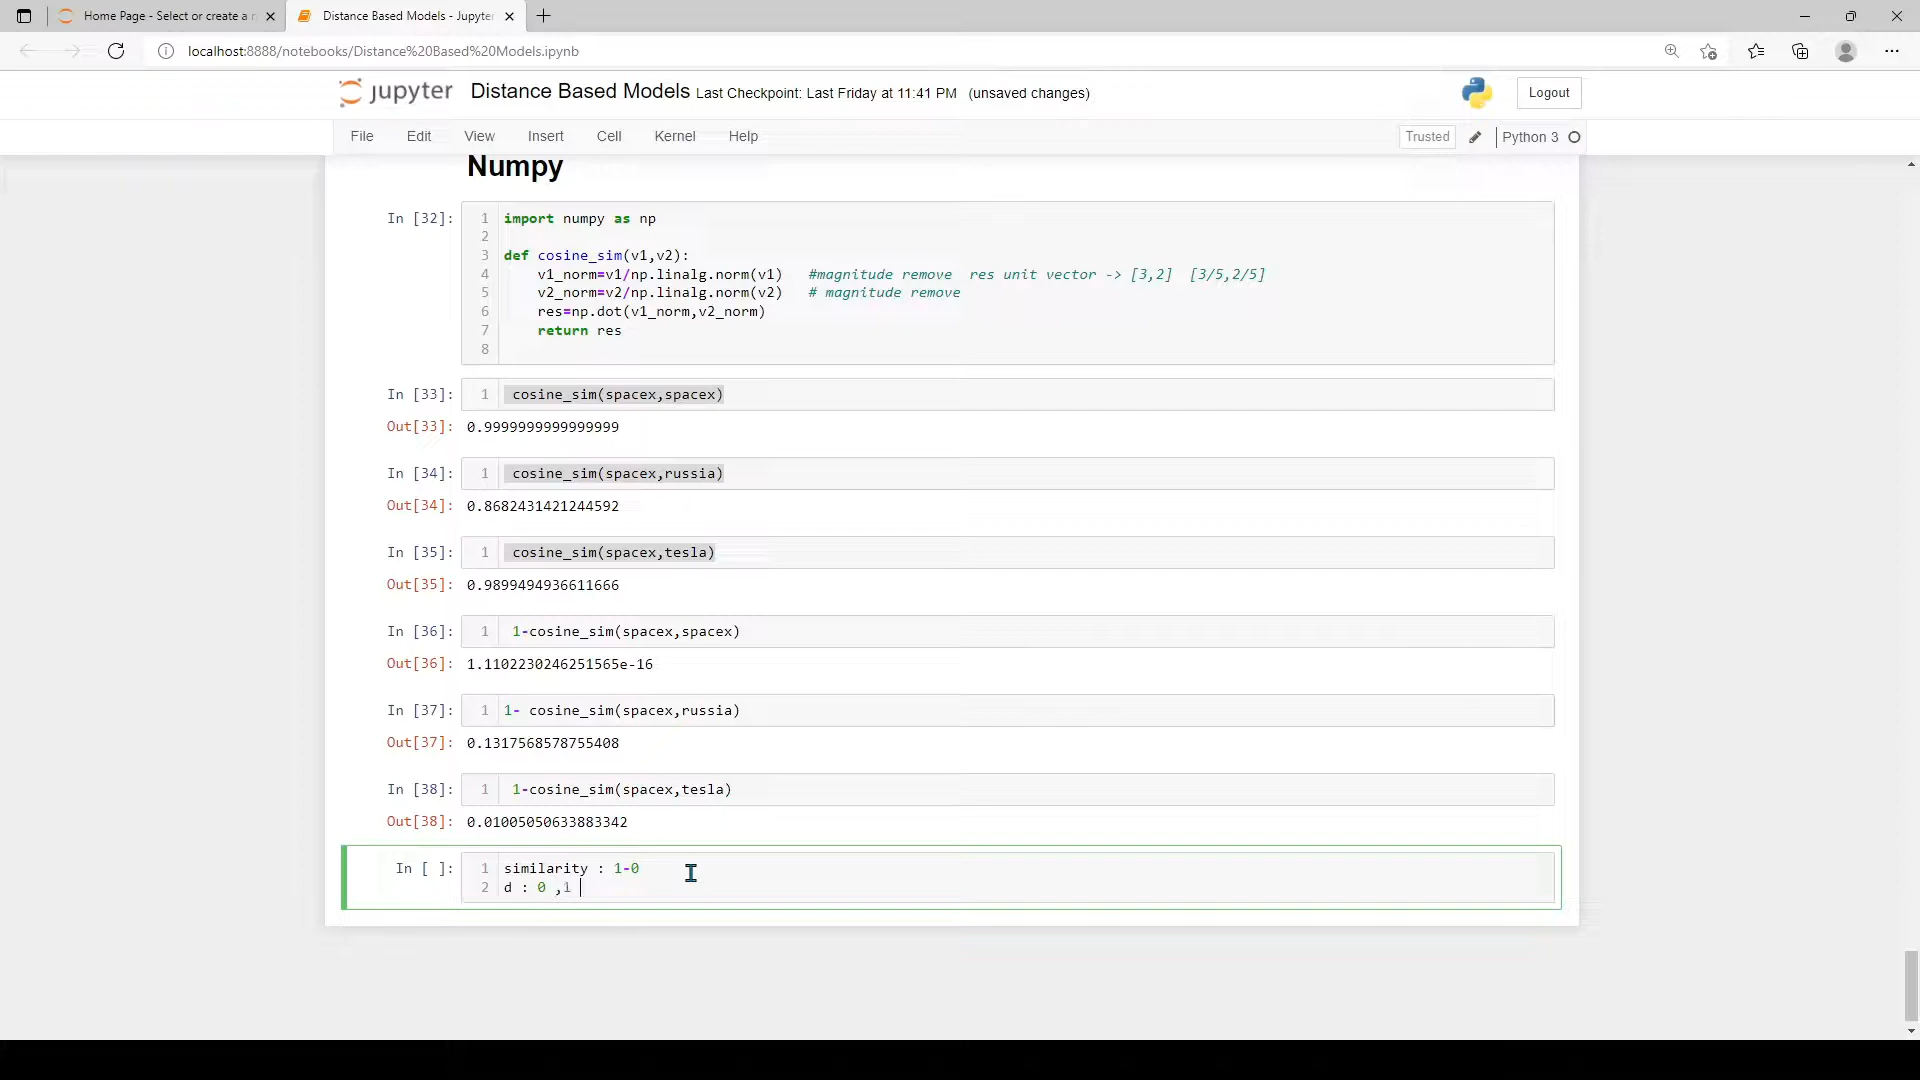 Home Page - Select or create a n
Distance Based Models - Jupyter
localhost:8888/notebooks/Distance%20Based%20Models.ipynb
jupyter Distance Based Models Last Checkpoint: Last Friday at 11:41 PM (unsaved changes)
Logout
File Edit View Insert Cell Kernel Help
Trusted
Python 3
Numpy
In [32]:
1 import numpy as np
2
3 def cosine_sim(v1,v2):
4 v1_norm=v1/np.linalg.norm(v1) #magnitude remove res unit vector -> [3,2] [3/5,2/5]
5 v2_norm=v2/np.linalg.norm(v2) # magnitude remove
6 res=np.dot(v1_norm,v2_norm)
7 return res
8
In [33]: 1 cosine_sim(spacex,spacex)
Out[33]: 0.9999999999999999
In [34]: 1 cosine_sim(spacex,russia)
Out[34]: 0.8682431421244592
In [35]: 1 cosine_sim(spacex,tesla)
Out[35]: 0.9899494936611666
In [36]: 1 1-cosine_sim(spacex,spacex)
Out[36]: 1.1102230246251565e-16
In [37]: 1 1- cosine_sim(spacex,russia)
Out[37]: 0.1317568578755408
In [38]: 1 1-cosine_sim(spacex,tesla)
Out[38]: 0.01005050633883342
In [ ]: 1 similarity : 1-0
2 d : 0 ,1